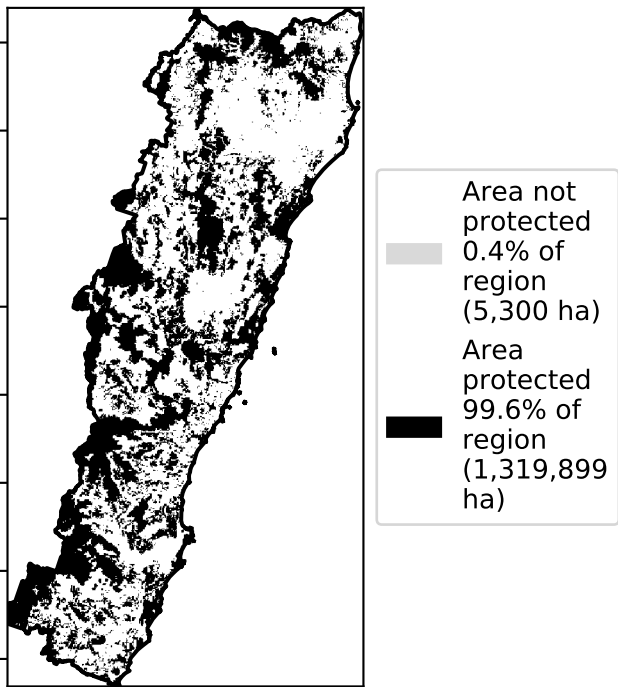 Area not
protected
0.4% of
region
(5,300 ha)
Area
protected
99.6% of
region
(1,319,899
ha)